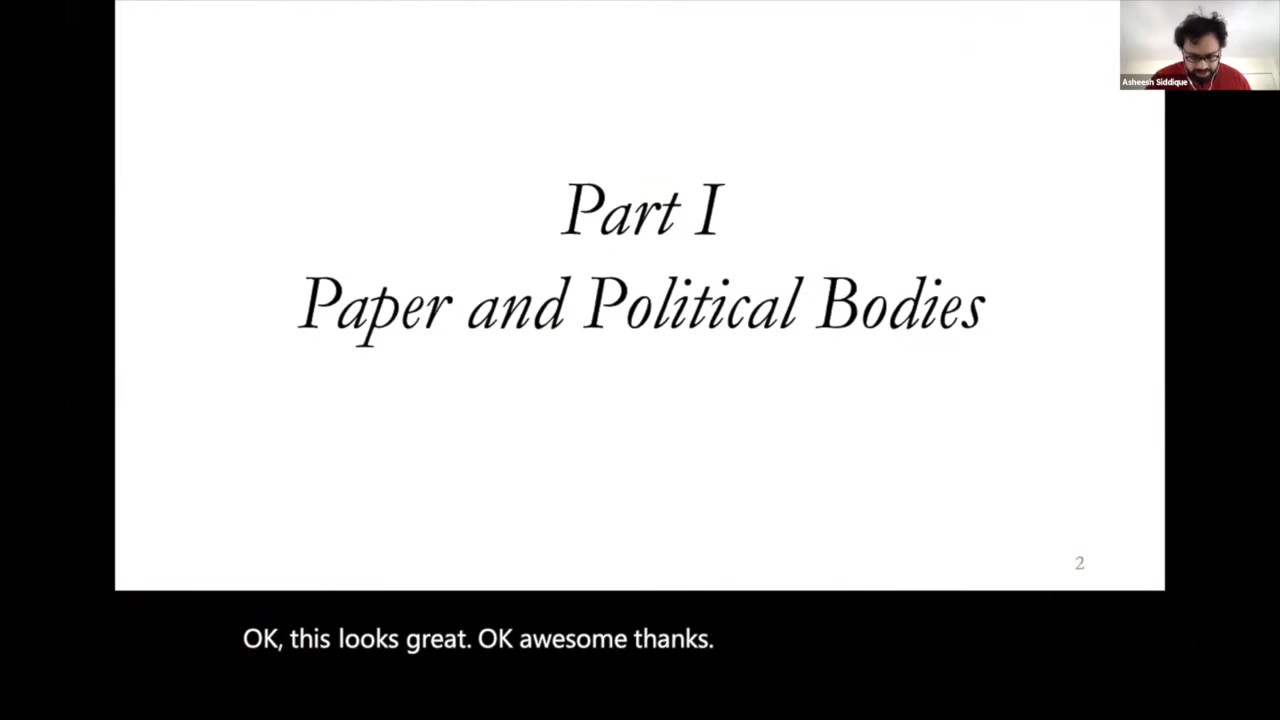 Asheesh Siddique
Part I
Paper and Political Bodies
2
OK, this looks great. OK awesome thanks.